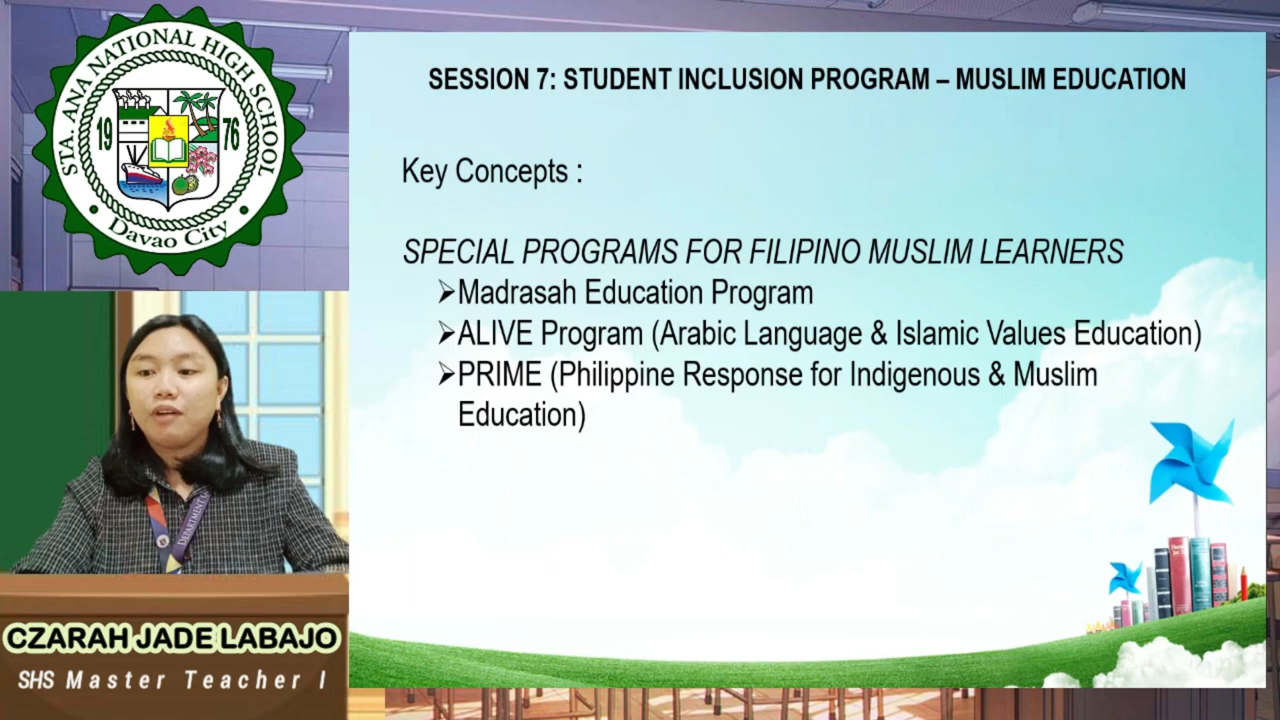 STA. ANA NATIONAL HIGH SCHOOL
19 76
Davao City
SESSION 7: STUDENT INCLUSION PROGRAM – MUSLIM EDUCATION
Key Concepts :
SPECIAL PROGRAMS FOR FILIPINO MUSLIM LEARNERS
➢Madrasah Education Program
➢ALIVE Program (Arabic Language & Islamic Values Education)
➢PRIME (Philippine Response for Indigenous & Muslim
Education)
DEPARTMENT
CZARAH JADE LABAJO
SHS Master Teacher I